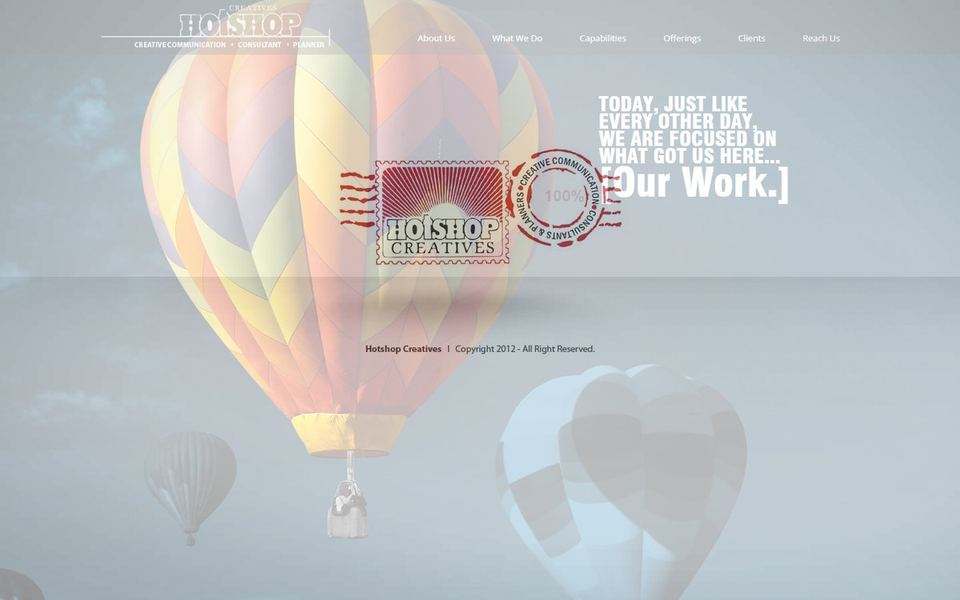 CREATIVES
HotSHOP
CREATIVE COMMUNICATION • CONSULTANT • PLANNER
About Us
What We Do
Capabilities
Offerings
Clients
Reach Us
TODAY, JUST LIKE
EVERY OTHER DAY,
WE ARE FOCUSED ON
WHAT GOT US HERE...
[Our Work.]
HotSHOP
CREATIVES
CREATIVE COMMUNICATION
CONSULTANTS & PLANNERS
100%
Hotshop Creatives | Copyright 2012 - All Right Reserved.